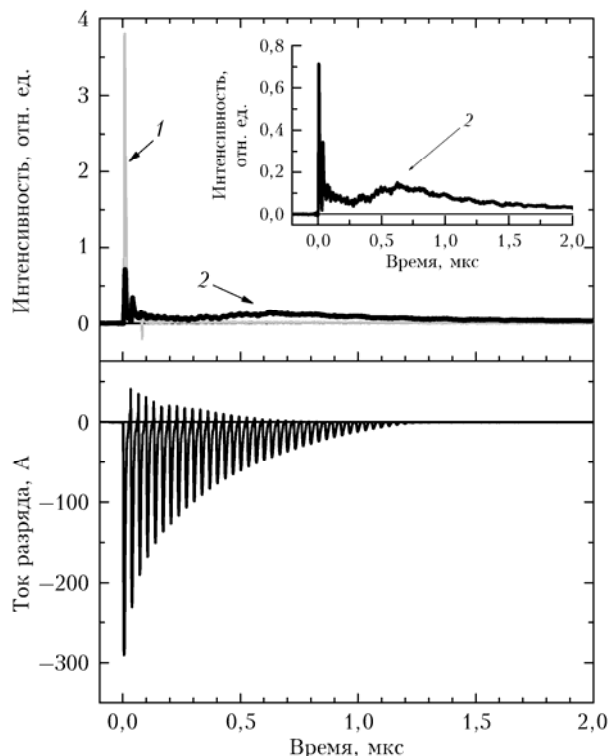 Интенсивность, отн. ед.
4
3
2
1
0
1
2
Интенсивность,
отн. ед.
0,8
0,6
0,4
0,2
0,0
2
0,0 0,5 1,0 1,5 2,0
Время, мкс
Ток разряда, А
0
−100
−200
−300
0,0 0,5 1,0 1,5 2,0
Время, мкс